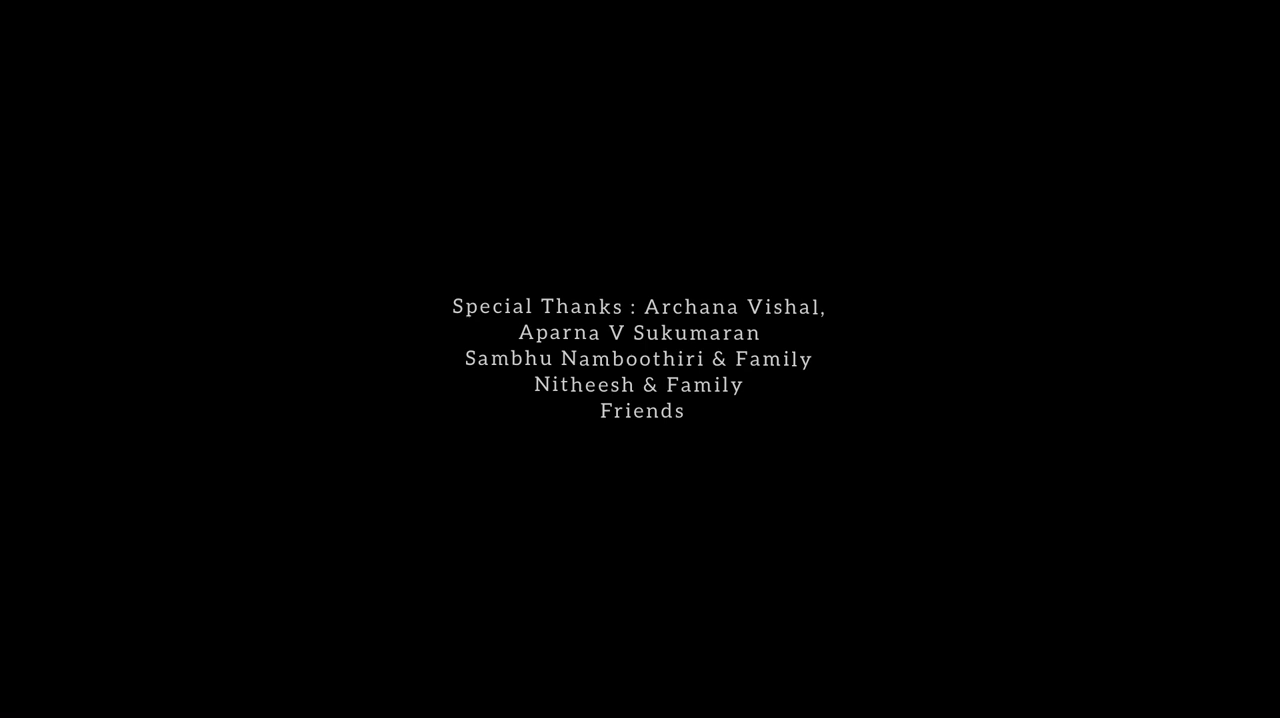 Special Thanks : Archana Vishal,
Aparna V Sukumaran
Sambhu Namboothiri & Family
Nitheesh & Family
Friends